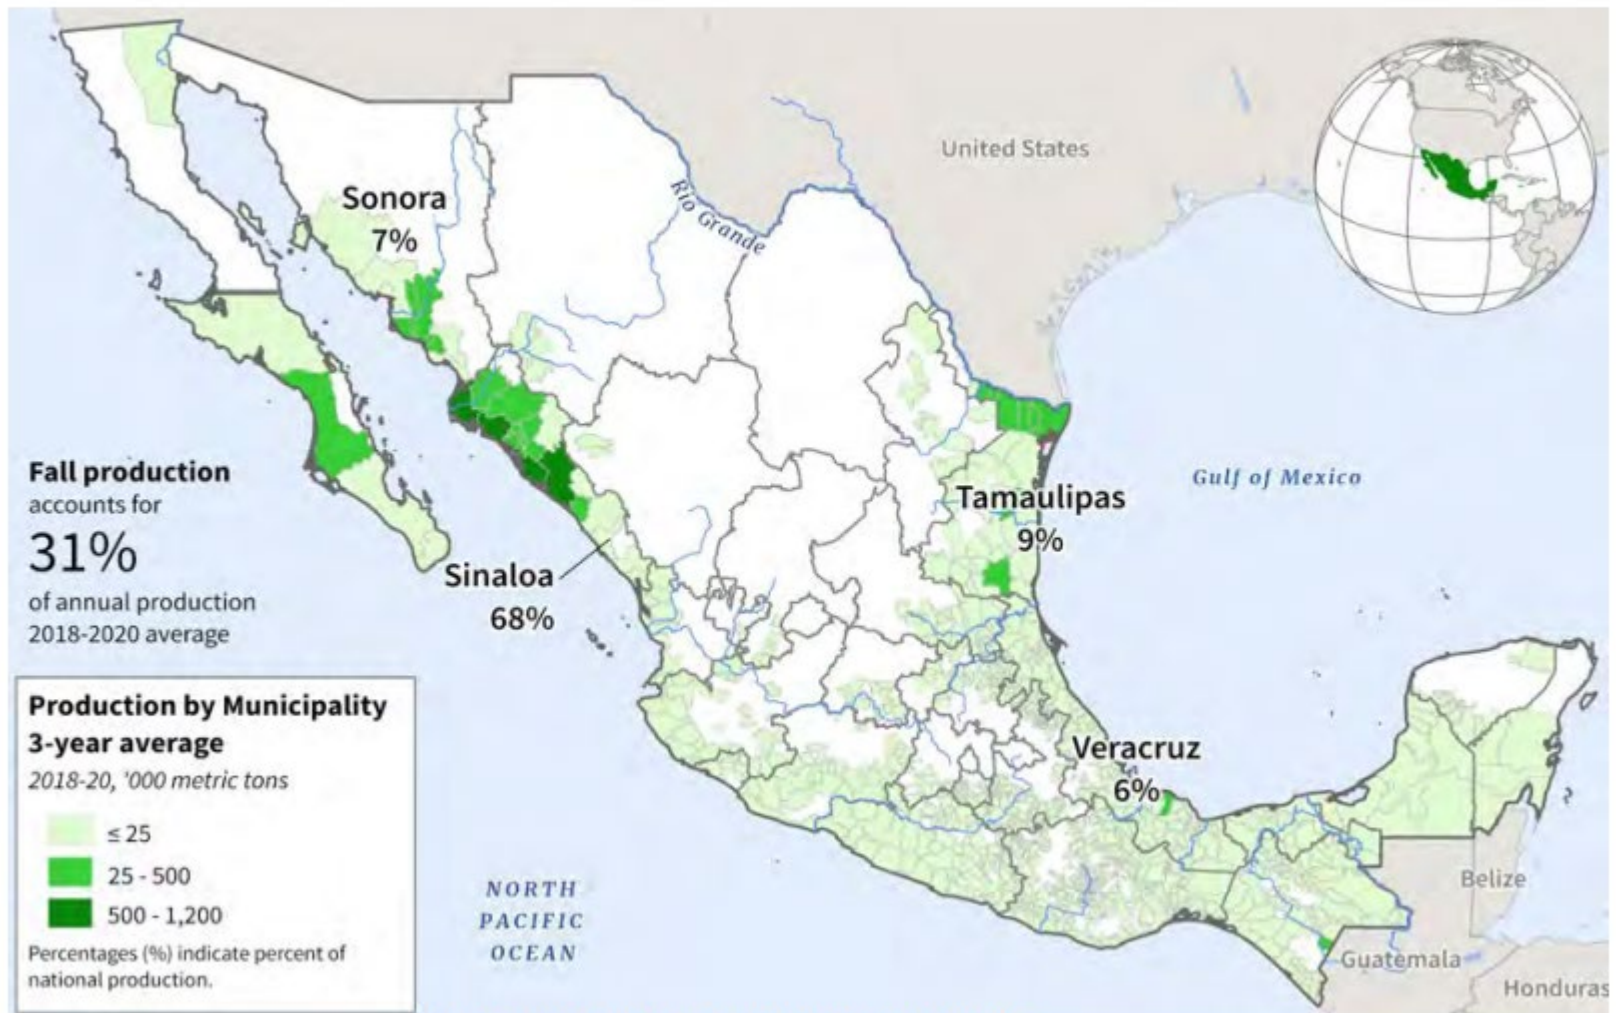 United States
Rio Grande
Sonora
7%
Gulf of Mexico
Fall production
accounts for
31%
of annual production
2018-2020 average
Tamaulipas
9%
Sinaloa
68%
Production by Municipality
3-year average
2018-20, '000 metric tons
≤ 25
25 - 500
500 - 1,200
Percentages (%) indicate percent of
national production.
Veracruz
6%
NORTH
PACIFIC
OCEAN
Belize
Guatemala
Honduras